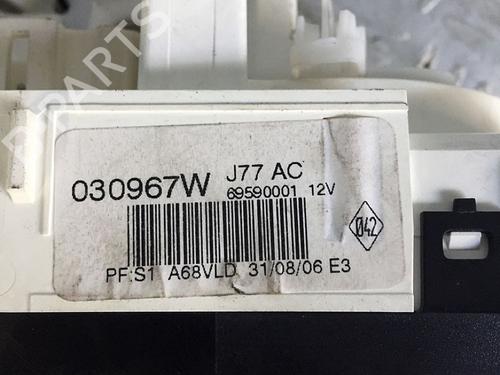 B-PARTS
030967W
J77 AC
69590001 12V
042
PF:S1 A68VLD 31/08/06 E3